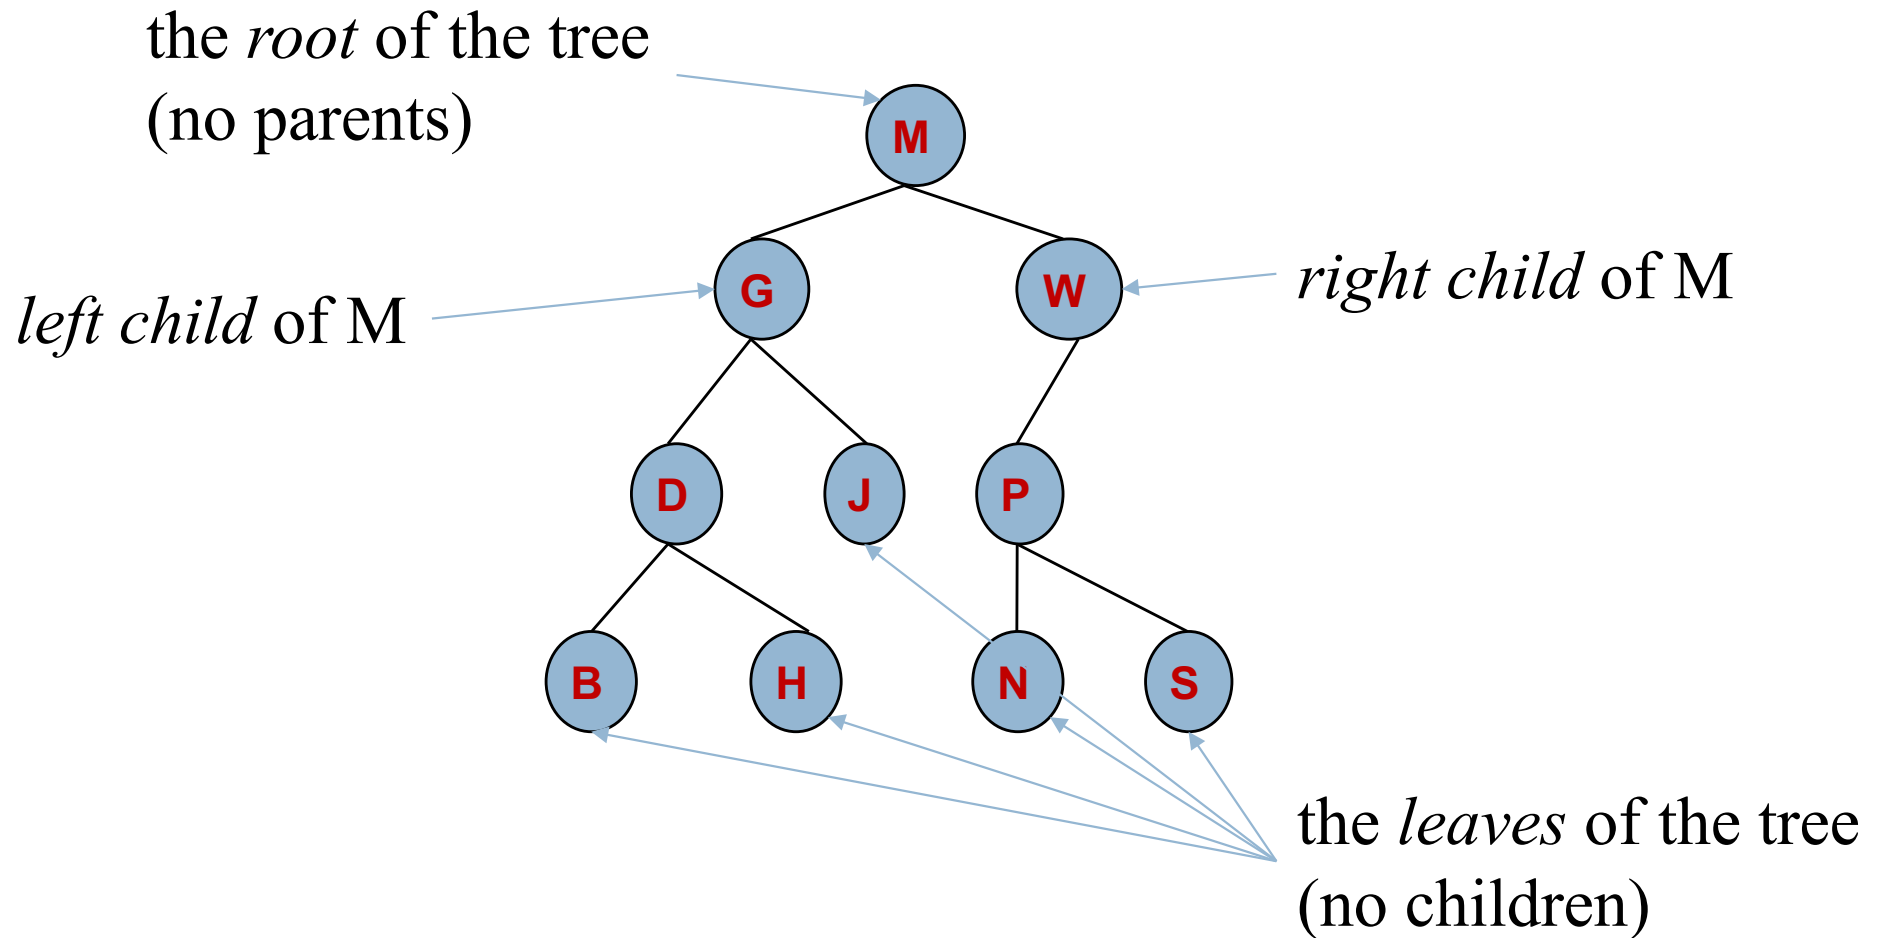 the root of the tree
(no parents)
M
G
W
left child of M
right child of M
D
J
P
B
H
N
S
the leaves of the tree
(no children)